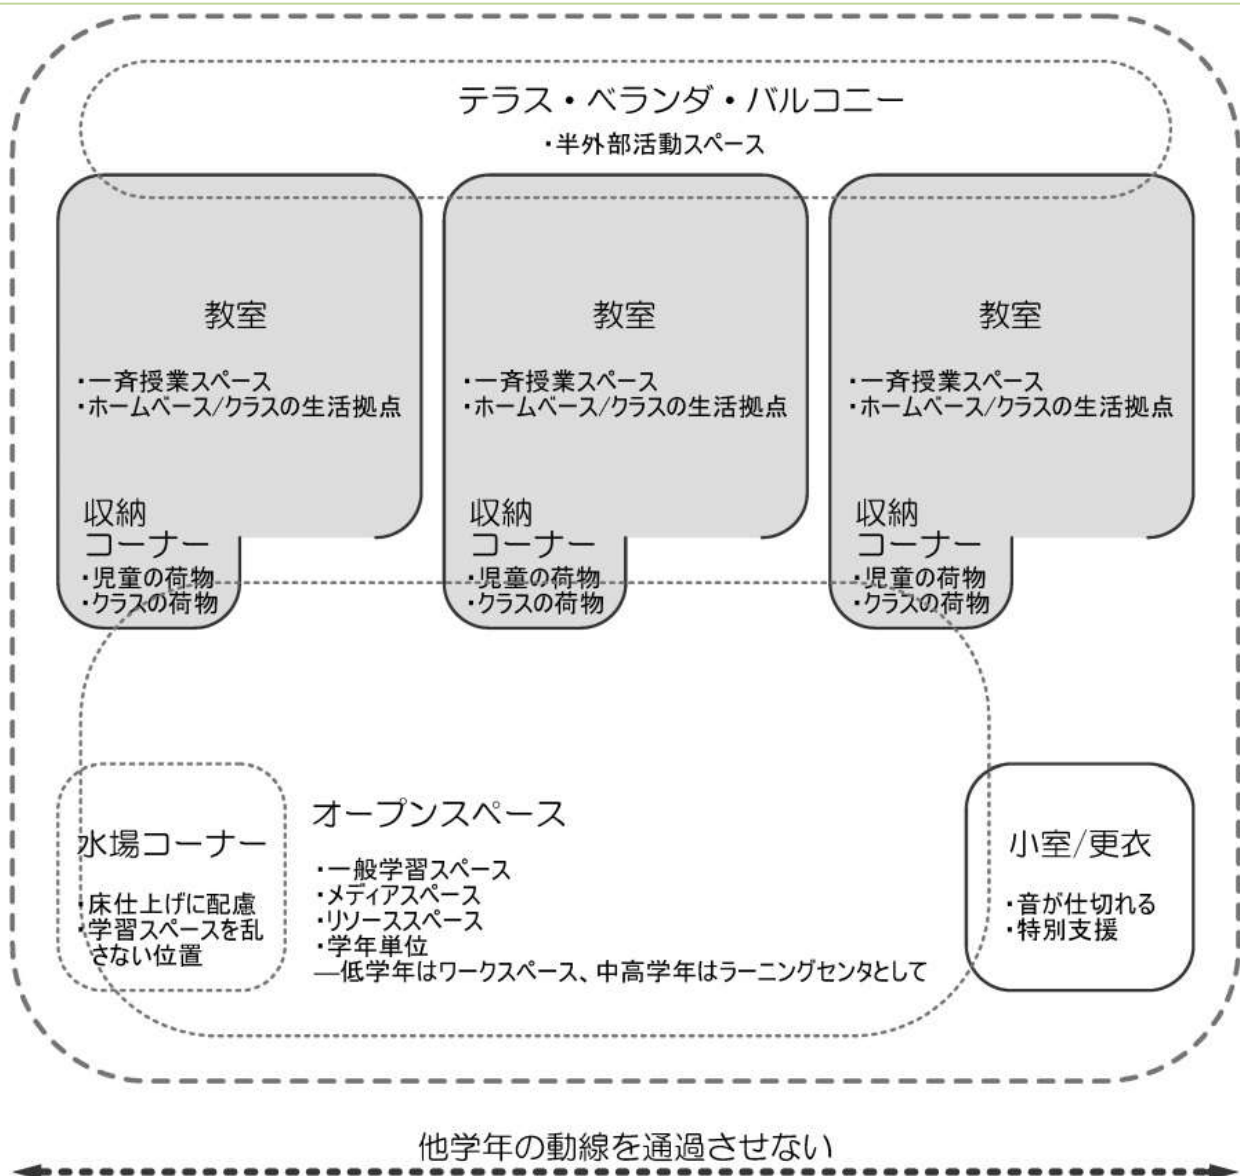 テラス・ベランダ・バルコニー
・半外部活動スペース
教室
・一斉授業スペース
・ホームベース/クラスの生活拠点
収納
コーナー
・児童の荷物
・クラスの荷物
教室
・一斉授業スペース
・ホームベース/クラスの生活拠点
収納
コーナー
・児童の荷物
・クラスの荷物
教室
・一斉授業スペース
・ホームベース/クラスの生活拠点
収納
コーナー
・児童の荷物
・クラスの荷物
水場コーナー
・床仕上げに配慮
・学習スペースを乱
さない位置
オープンスペース
・一般学習スペース
・メディアスペース
・リソーススペース
・学年単位
―低学年はワークスペース、中高学年はラーニングセンタとして
小室/更衣
・音が仕切れる
・特別支援
他学年の動線を通過させない